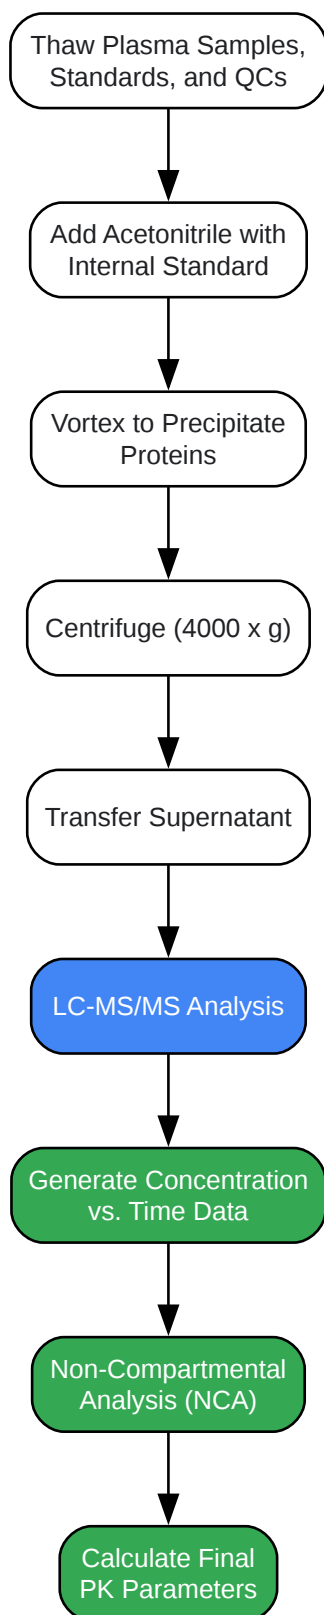 Thaw Plasma Samples,
Standards, and QCs
Add Acetonitrile with
Internal Standard
Vortex to Precipitate
Proteins
Centrifuge (4000 x g)
Transfer Supernatant
LC-MS/MS Analysis
Generate Concentration
vs. Time Data
Non-Compartmental
Analysis (NCA)
Calculate Final
PK Parameters